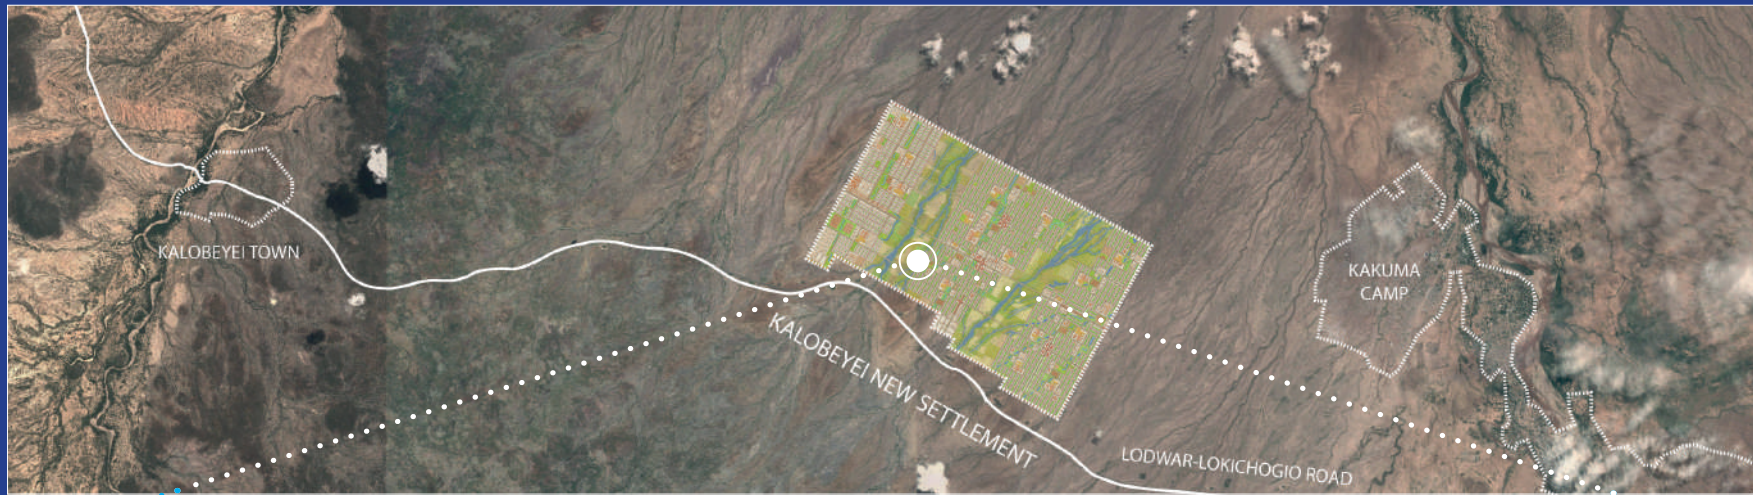 KALOBEYEI TOWN
KAKUMA
CAMP
KALOBEYEI NEW SETTLEMENT
LODWAR-LOKICHOGIO ROAD